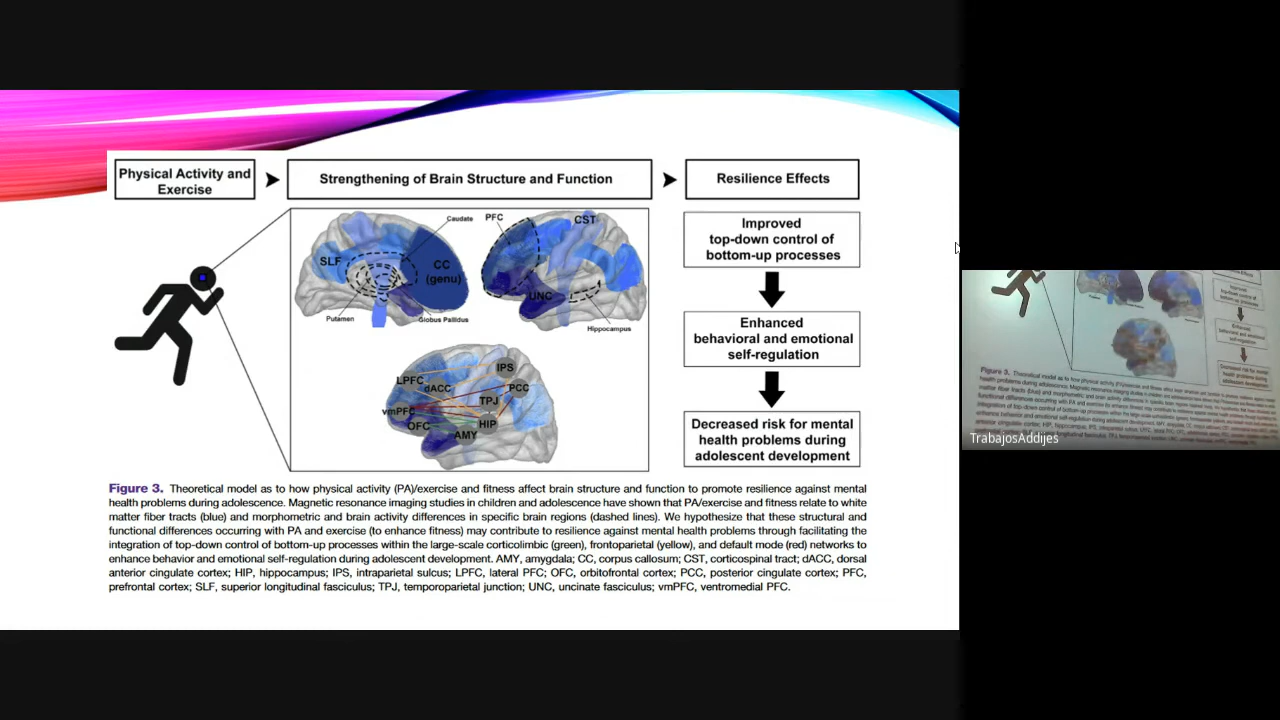 Physical Activity and
Exercise
Strengthening of Brain Structure and Function
Resilience Effects
Caudate
PFC
CST
SLF
CC
(genu)
UNC
Putamen
Globus Pallidus
Hippocampus
IPS
LPFC
dACC
PCC
TPJ
vmPFC
OFC
HIP
AMY
Improved
top-down control of
bottom-up processes
Enhanced
behavioral and emotional
self-regulation
Decreased risk for mental
health problems during
adolescent development
Figure 3. Theoretical model as to how physical activity (PA)/exercise and fitness affect brain structure and function to promote resilience against mental
health problems during adolescence. Magnetic resonance imaging studies in children and adolescence have shown that PA/exercise and fitness relate to white
matter fiber tracts (blue) and morphometric and brain activity differences in specific brain regions (dashed lines). We hypothesize that these structural and
functional differences occurring with PA and exercise (to enhance fitness) may contribute to resilience against mental health problems through facilitating the
integration of top-down control of bottom-up processes within the large-scale corticolimbic (green), frontoparietal (yellow), and default mode (red) networks to
enhance behavior and emotional self-regulation during adolescent development. AMY, amygdala; CC, corpus callosum; CST, corticospinal tract; dACC, dorsal
anterior cingulate cortex; HIP, hippocampus; IPS, intraparietal sulcus; LPFC, lateral PFC; OFC, orbitofrontal cortex; PCC, posterior cingulate cortex; PFC,
prefrontal cortex; SLF, superior longitudinal fasciculus; TPJ, temporoparietal junction; UNC, uncinate fasciculus; vmPFC, ventromedial PFC.
TrabajosAddijes